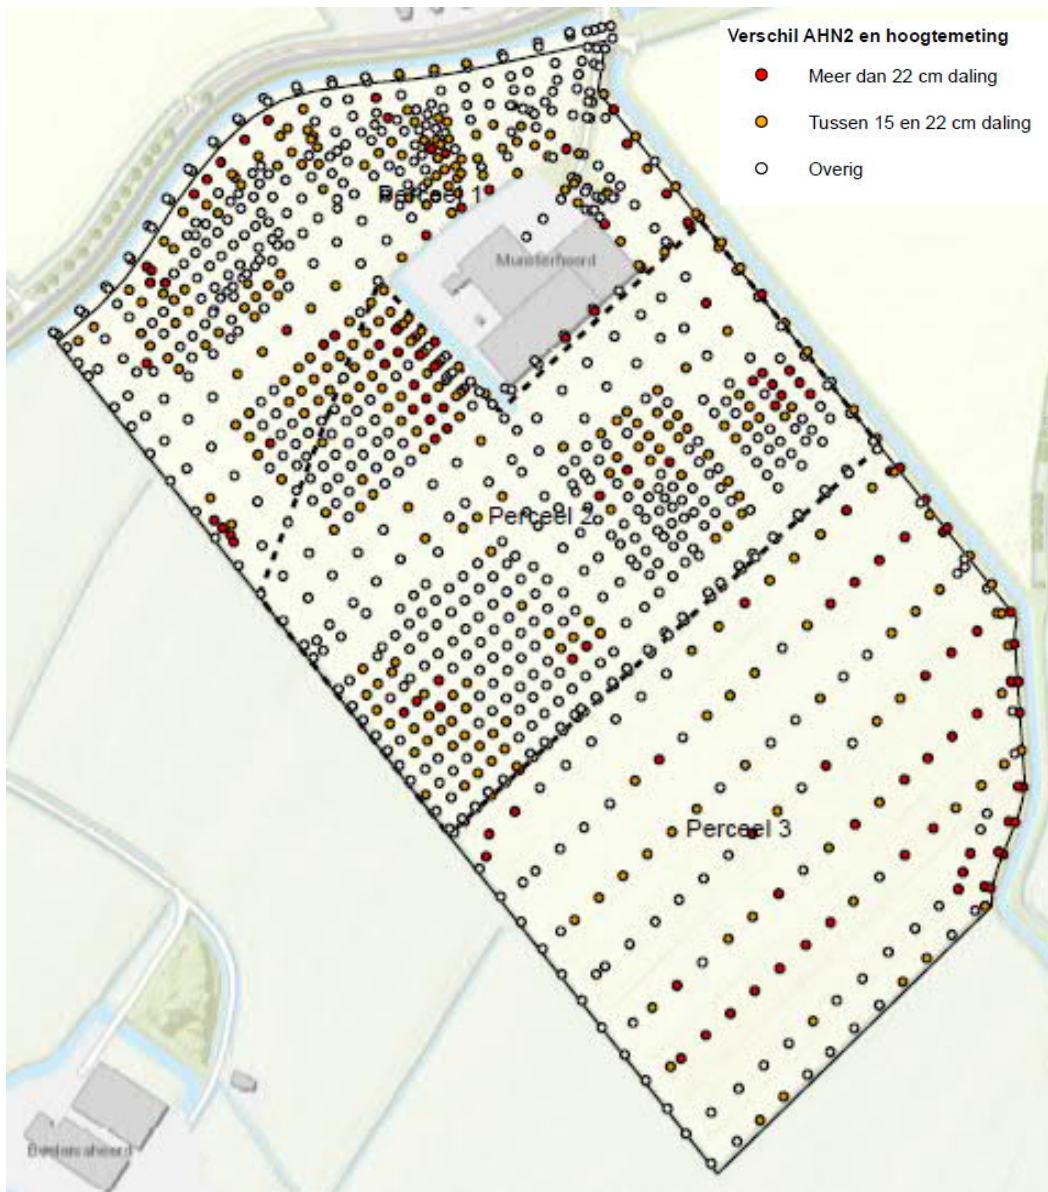 Verschil AHN2 en hoogtemeting
Meer dan 22 cm daling
Tussen 15 en 22 cm daling
Overig
Perceel 1
Munsterheerd
Perceel 2
Perceel 3